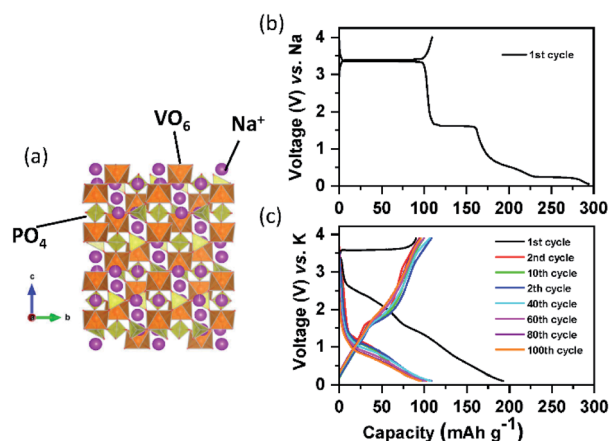 (a)
VO6
Na+
PO4
c
b
(b)
Voltage (V) vs. Na
4
3
2
1
0
1st cycle
0 50 100 150 200 250 300
(c)
Voltage (V) vs. K
4
3
2
1
0
1st cycle
2nd cycle
10th cycle
2th cycle
40th cycle
60th cycle
80th cycle
100th cycle
0 50 100 150 200 250 300
Capacity (mAh g-1)